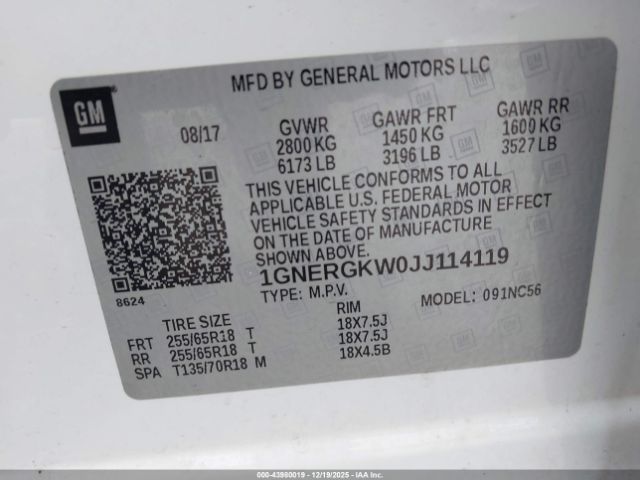 MFD BY GENERAL MOTORS LLC
GM
08/17
GVWR GAWR FRT GAWR RR
2800 KG 1450 KG 1600 KG
6173 LB 3196 LB 3527 LB
THIS VEHICLE CONFORMS TO ALL
APPLICABLE U.S. FEDERAL MOTOR
VEHICLE SAFETY STANDARDS IN EFFECT
ON THE DATE OF MANUFACTURE
SHOWN ABOVE.
1GNERGKW0JJ114119
8624
TYPE: M.P.V. MODEL: 091NC56
TIRE SIZE RIM
FRT 255/65R18 T 18X7.5J
RR 255/65R18 T 18X7.5J
SPA T135/70R18 M 18X4.5B
000-43960019 - 12/19/2025 - IAAI.COM